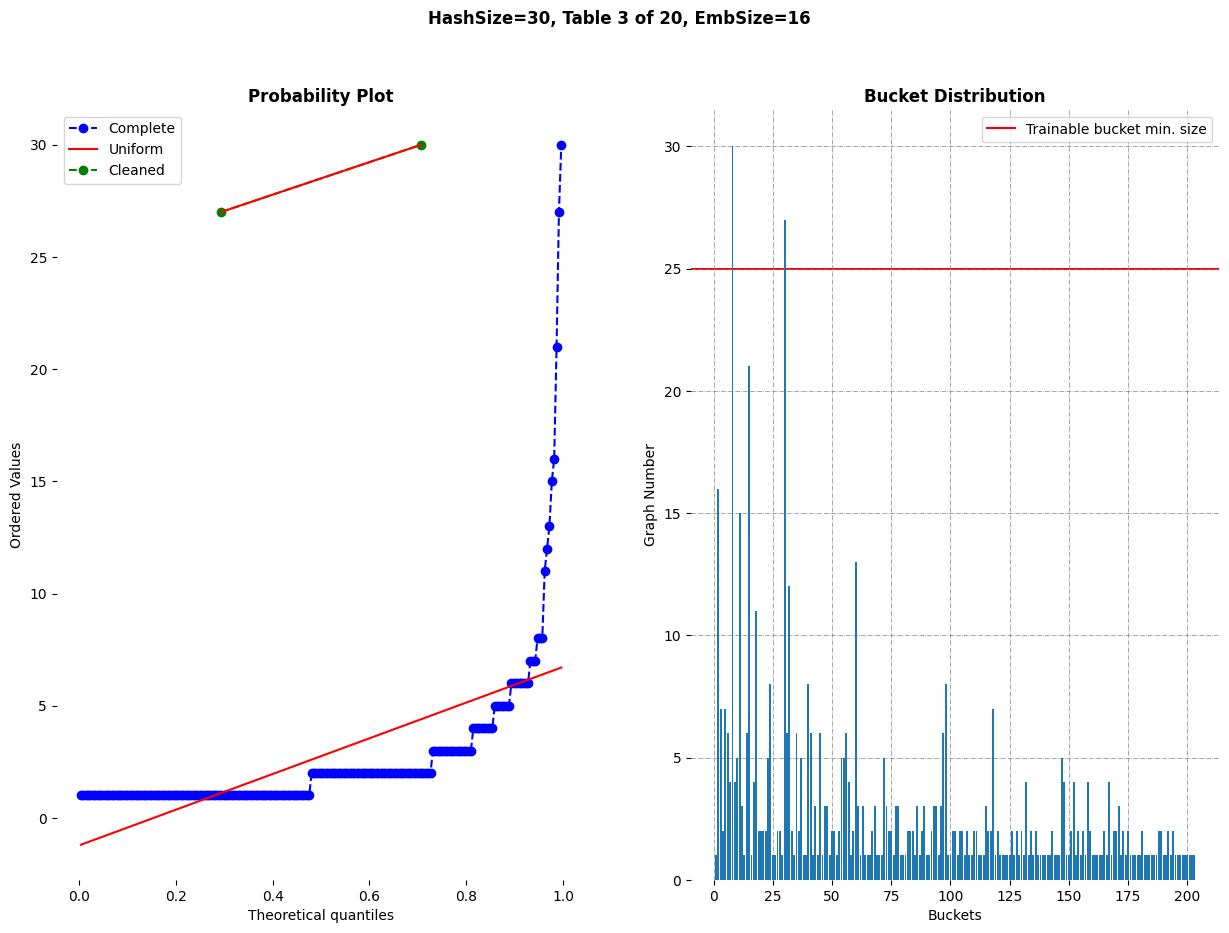 HashSize=30, Table 3 of 20, EmbSize=16
Probability Plot
Complete
Uniform
Cleaned
30
25
20
15
10
5
0
Ordered Values
0.0 0.2 0.4 0.6 0.8 1.0
Theoretical quantiles
Bucket Distribution
Trainable bucket min. size
30
25
20
15
10
5
0
Graph Number
0 25 50 75 100 125 150 175 200
Buckets